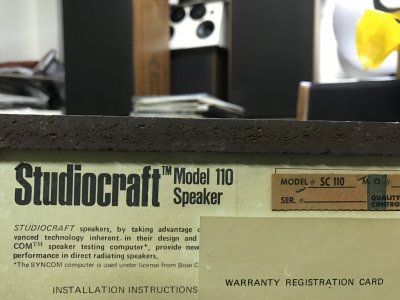 Studiocraft™ Model 110
Speaker
STUDIOCRAFT speakers, by taking advantage
vanced technology inherent in their design and
COM™ speaker testing computer*, provide new
performance in direct radiating speakers.
*The SYNCOM computer is used under license from Bose
INSTALLATION INSTRUCTIONS
MODEL SC 110
SER.
QUALITY
CONTRO
WARRANTY REGISTRATION CARD